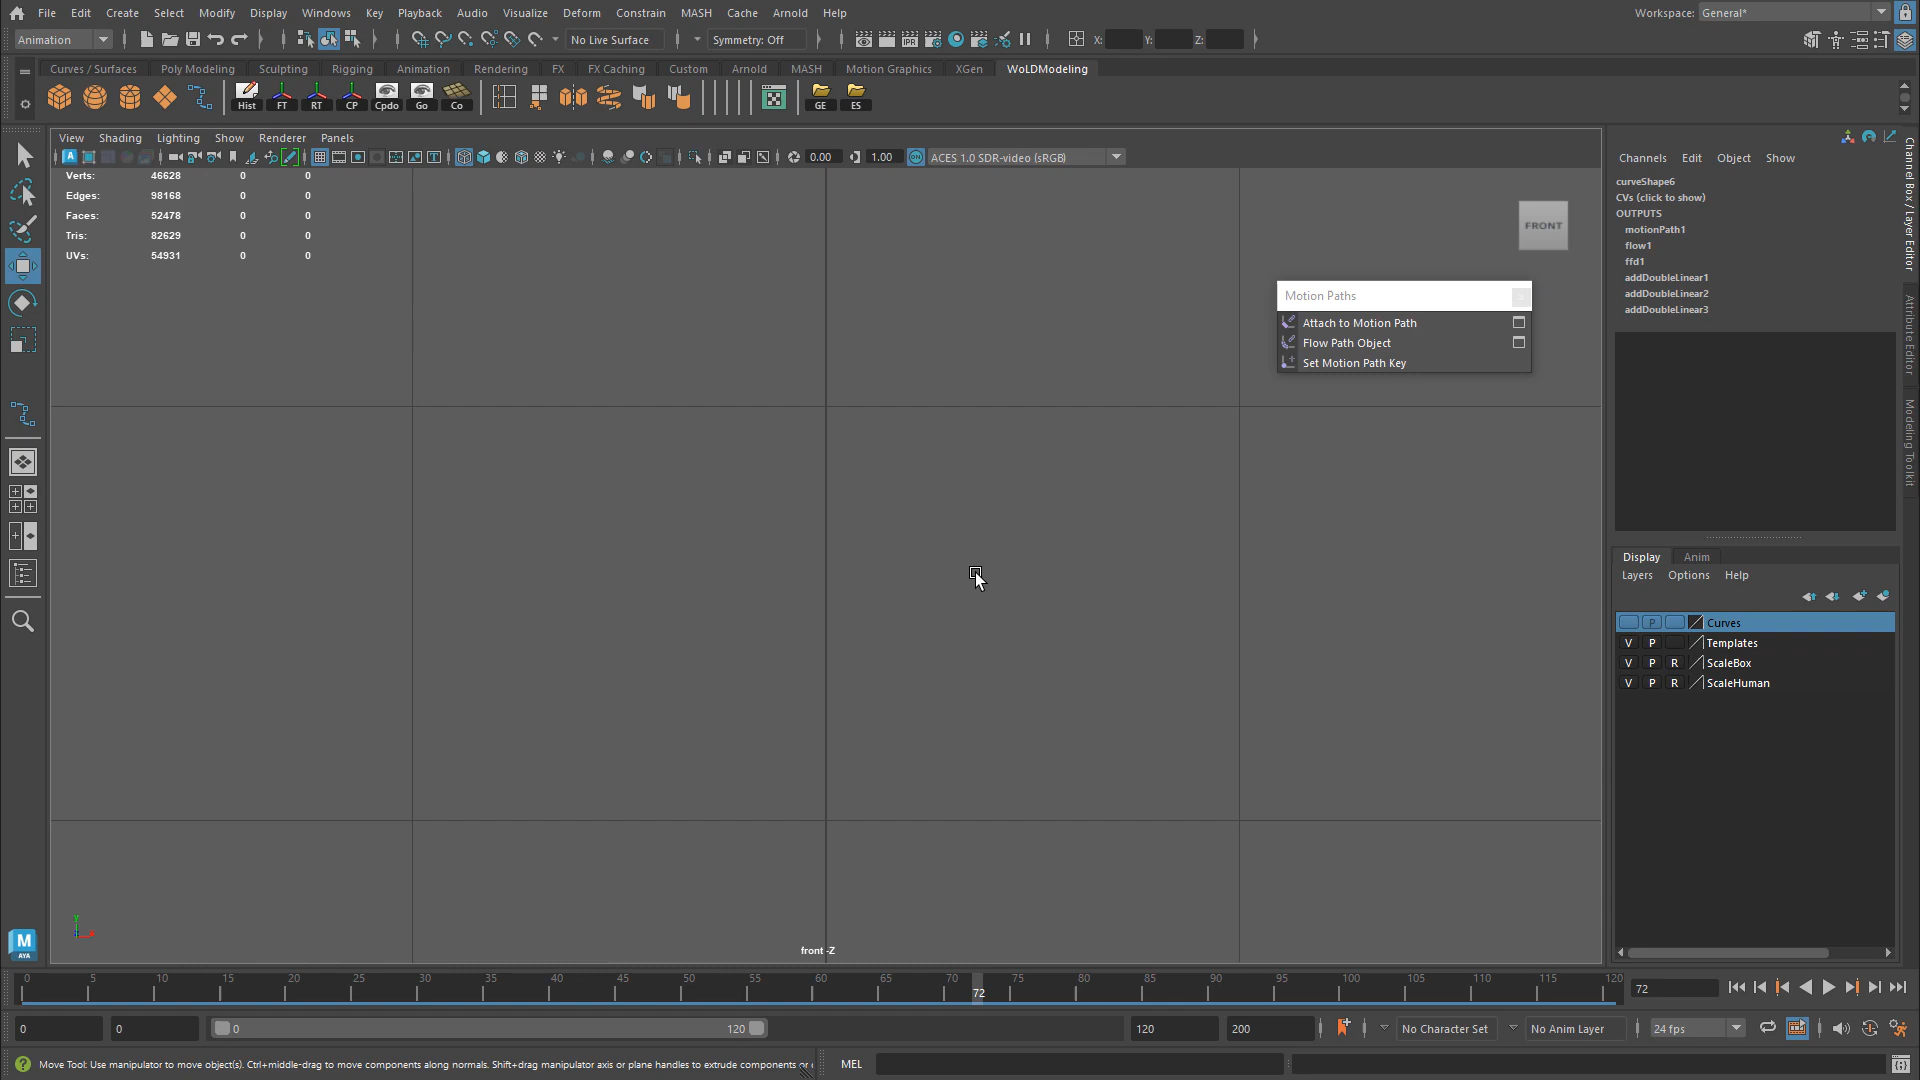 File Edit Create Select Modify Display Windows Key Playback Audio Visualize Deform Constrain MASH Cache Arnold Help Workspace: General*
Animation No Live Surface Symmetry: Off X: Y: Z:
Curves / Surfaces Poly Modeling Sculpting Rigging Animation Rendering FX FX Caching Custom Arnold MASH Motion Graphics XGen WoLDModeling
Hist FT RT CP Cpdo Go Co GE ES
View Shading Lighting Show Renderer Panels
0.00 1.00 ACES 1.0 SDR-video (sRGB)
Verts: 46628 0 0
Edges: 98168 0 0
Faces: 52478 0 0
Tris: 82629 0 0
UVs: 54931 0 0
FRONT
Motion Paths
Attach to Motion Path
Flow Path Object
Set Motion Path Key
front -Z
Channels Edit Object Show
curveShape6
CVs (click to show)
OUTPUTS
motionPath1
flow1
ffd1
addDoubleLinear1
addDoubleLinear2
addDoubleLinear3
Channel Box / Layer Editor
Attribute Editor
Modeling Toolkit
Display Anim
Layers Options Help
P Curves
V P Templates
V P R ScaleBox
V P R ScaleHuman
M
AYA
0 5 10 15 20 25 30 35 40 45 50 55 60 65 70 75 80 85 90 95 100 105 110 115 120
72 72
0 0 0 120 120 200 No Character Set No Anim Layer 24 fps
Move Tool: Use manipulator to move object(s). Ctrl+middle-drag to move components along normals. Shift+drag manipulator axis or plane handles to extrude components or MEL